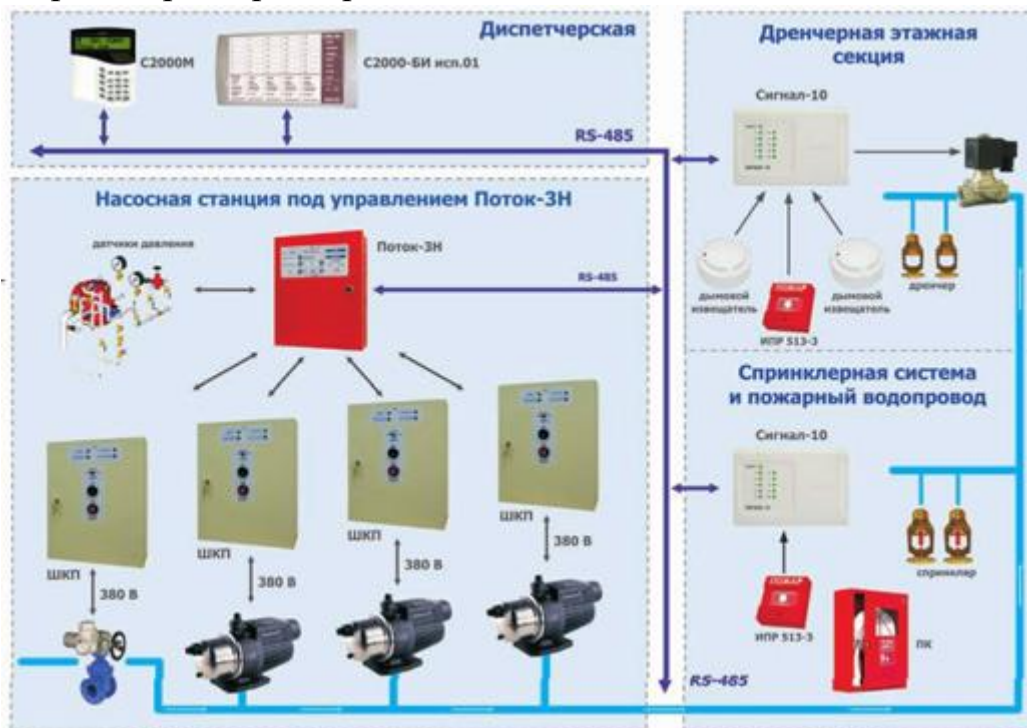 Диспетчерская
С2000М
С2000-БИ исп.01
RS-485
Дренчерная этажная
секция
Сигнал-10
дымовой
извещатель
ПОЖАР
ИПР 513-3
дымовой
извещатель
дренчер
Насосная станция под управлением Поток-3Н
датчики давления
Поток-3Н
RS-485
ШКП
380 В
ШКП
380 В
ШКП
380 В
ШКП
380 В
Спринклерная система
и пожарный водопровод
Сигнал-10
ПОЖАР
ИПР 513-3
спринклер
ПК
RS-485